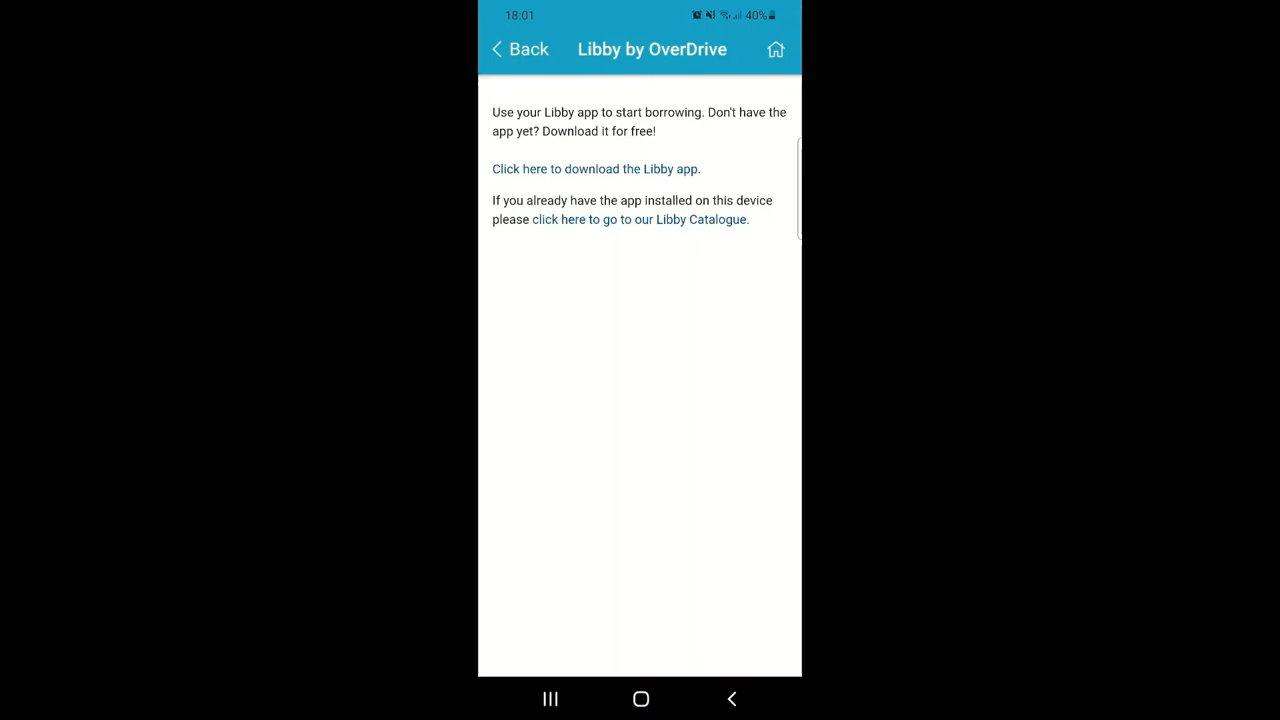 18:01
40%
Back
Libby by OverDrive
Use your Libby app to start borrowing. Don't have the
app yet? Download it for free!
Click here to download the Libby app.
If you already have the app installed on this device
please click here to go to our Libby Catalogue.